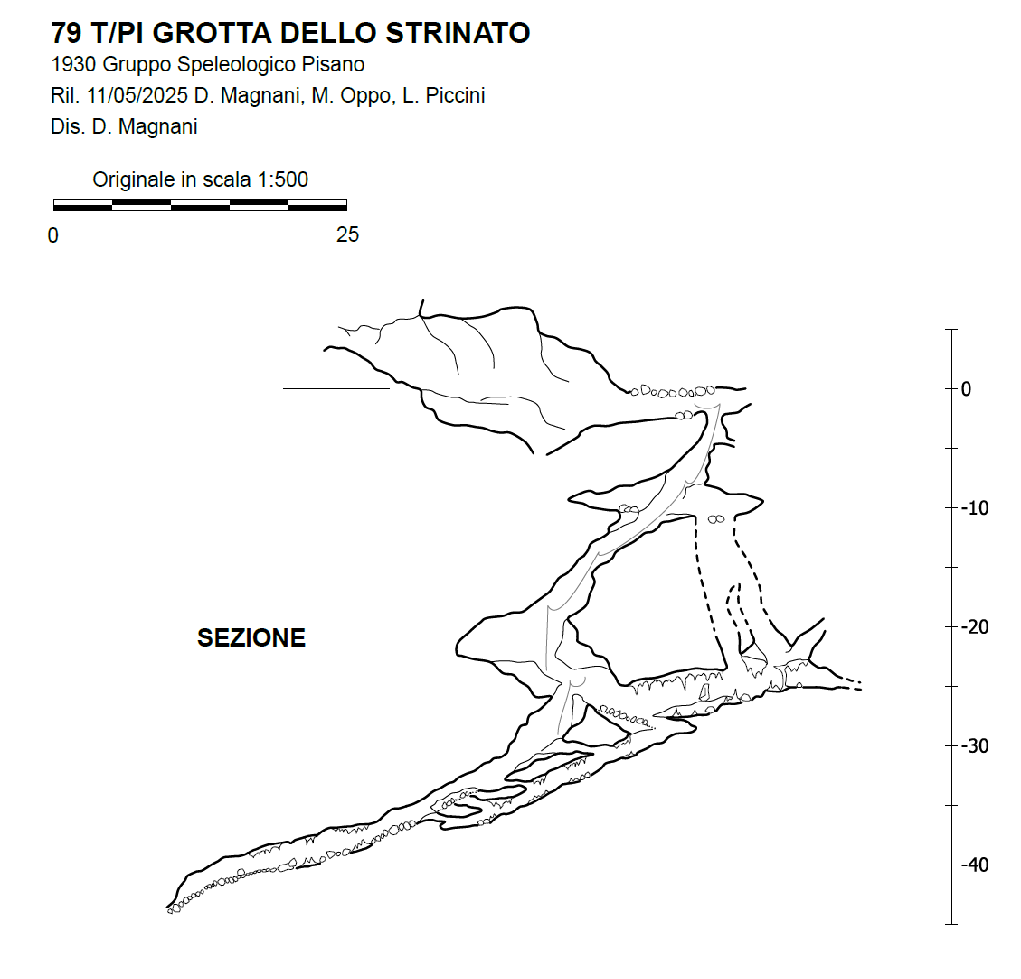 79 T/PI GROTTA DELLO STRINATO
1930 Gruppo Speleologico Pisano
Ril. 11/05/2025 D. Magnani, M. Oppo, L. Piccini
Dis. D. Magnani
Originale in scala 1:500
0 25
0
-10
-20
SEZIONE
-30
-40